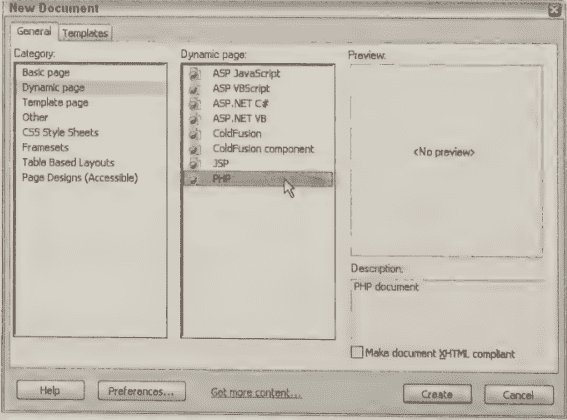 New Document
General
Templates
Category:
Basic page
Dynamic page
Template page
Other
CSS Style Sheets
Framesets
Table Based Layouts
Page Designs (Accessible)
Dynamic page:
ASP JavaScript
ASP VBScript
ASP.NET C#
ASP.NET VB
ColdFusion
ColdFusion component
JSP
PHP
Preview:
<No preview>
Description:
PHP document
Make document XHTML compliant
Help
Preferences...
Get more content...
Create
Cancel